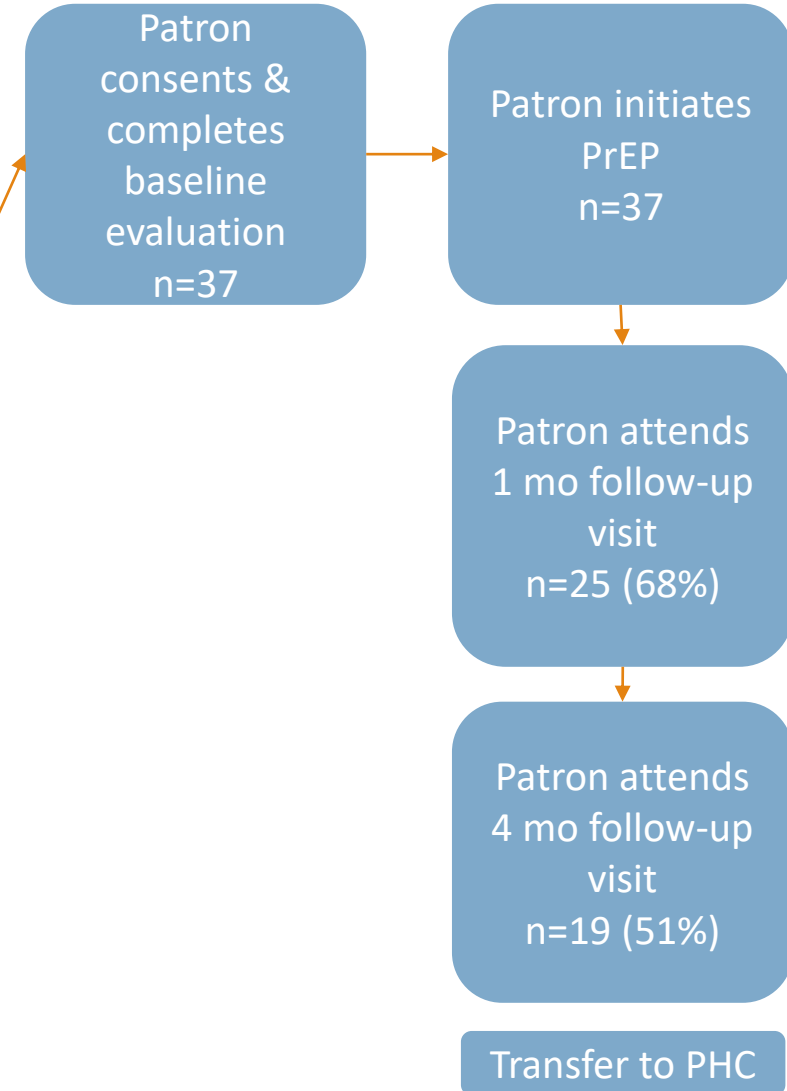 Patron
consents &
completes
baseline
evaluation
n=37
Patron initiates
PrEP
n=37
Patron attends
1 mo follow-up
visit
n=25 (68%)
Patron attends
4 mo follow-up
visit
n=19 (51%)
Transfer to PHC